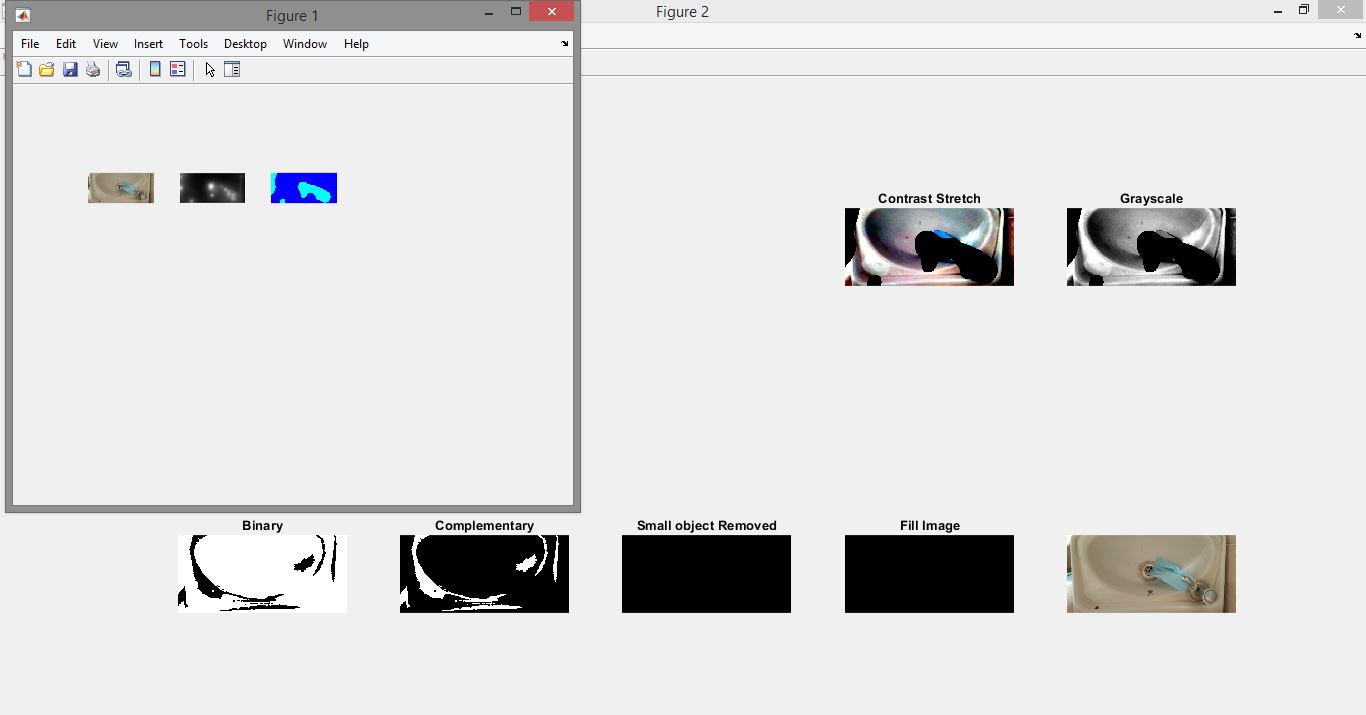 Figure 1
Figure 2
File Edit View Insert Tools Desktop Window Help
Contrast Stretch
Grayscale
Binary
Complementary
Small object Removed
Fill Image